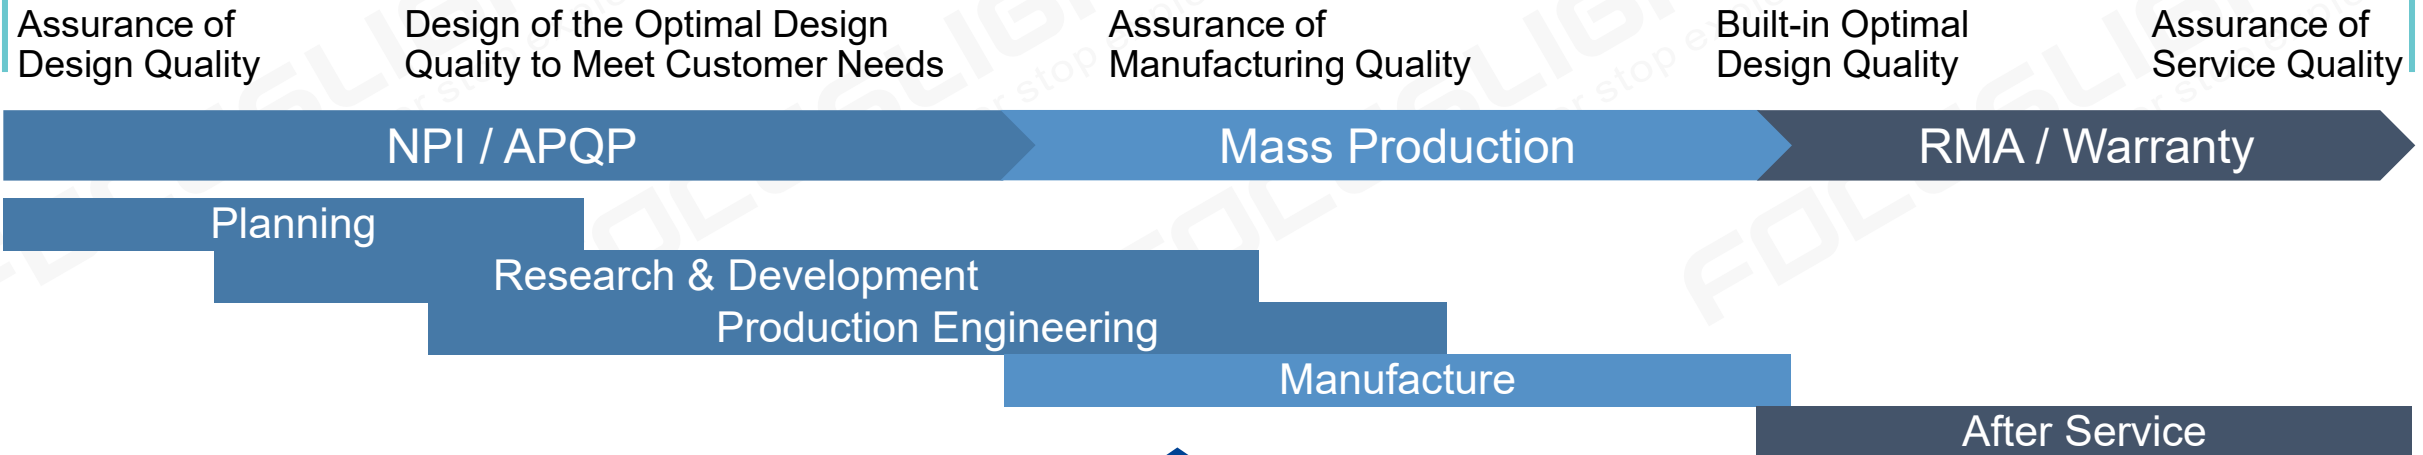 Assurance of
Design Quality
Design of the Optimal Design
Quality to Meet Customer Needs
Assurance of
Manufacturing Quality
Built-in Optimal
Design Quality
Assurance of
Service Quality
NPI / APQP
Mass Production
RMA / Warranty
Planning
Research & Development
Production Engineering
Manufacture
After Service